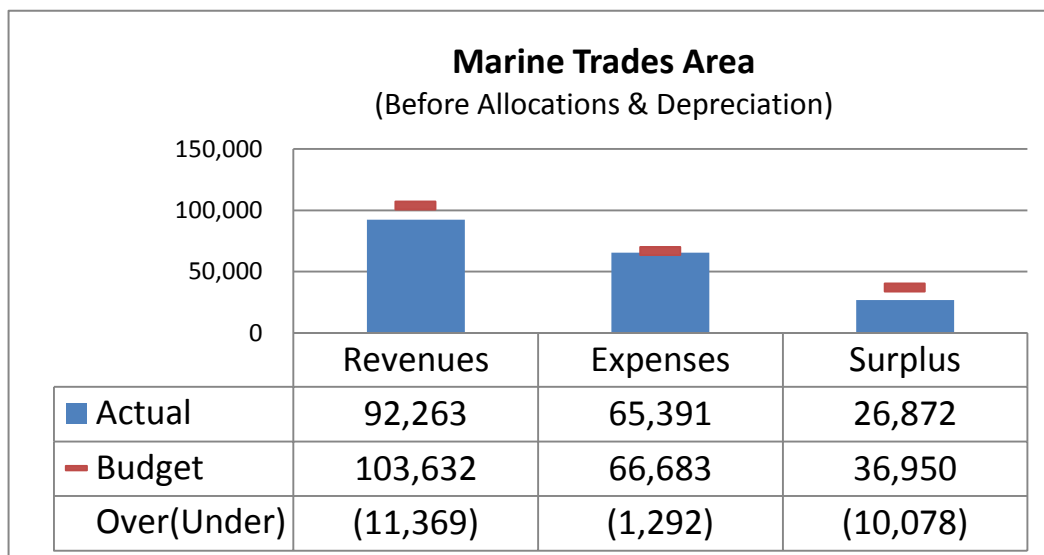 Marine Trades Area
(Before Allocations & Depreciation)
150,000
100,000
50,000
0
Revenues Expenses Surplus
Actual 92,263 65,391 26,872
Budget 103,632 66,683 36,950
Over(Under) (11,369) (1,292) (10,078)